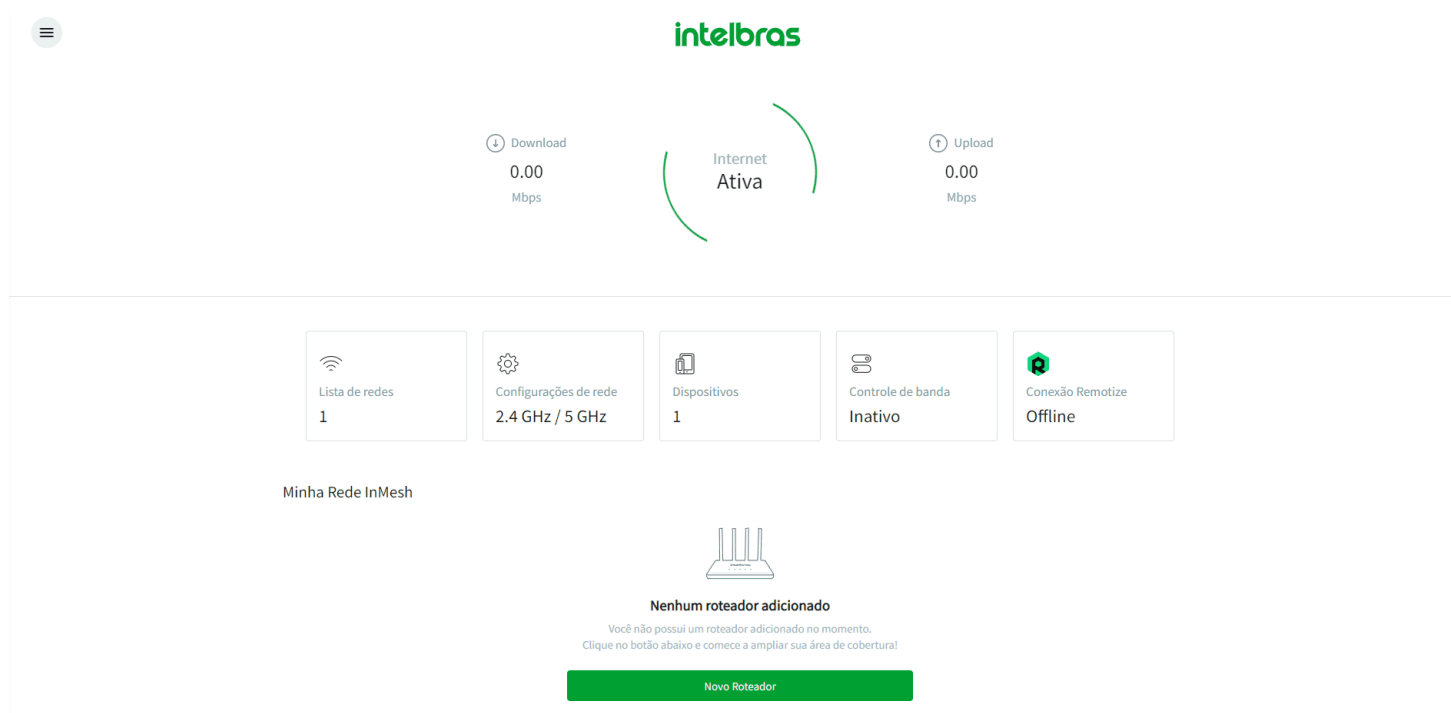 intelbras
Download
0.00
Mbps
Internet
Ativa
Upload
0.00
Mbps
Lista de redes
1
Configurações de rede
2.4 GHz / 5 GHz
Dispositivos
1
Controle de banda
Inativo
Conexão Remotize
Offline
Minha Rede InMesh
Nenhum roteador adicionado
Você não possui um roteador adicionado no momento.
Clique no botão abaixo e comece a ampliar sua área de cobertura!
Novo Roteador